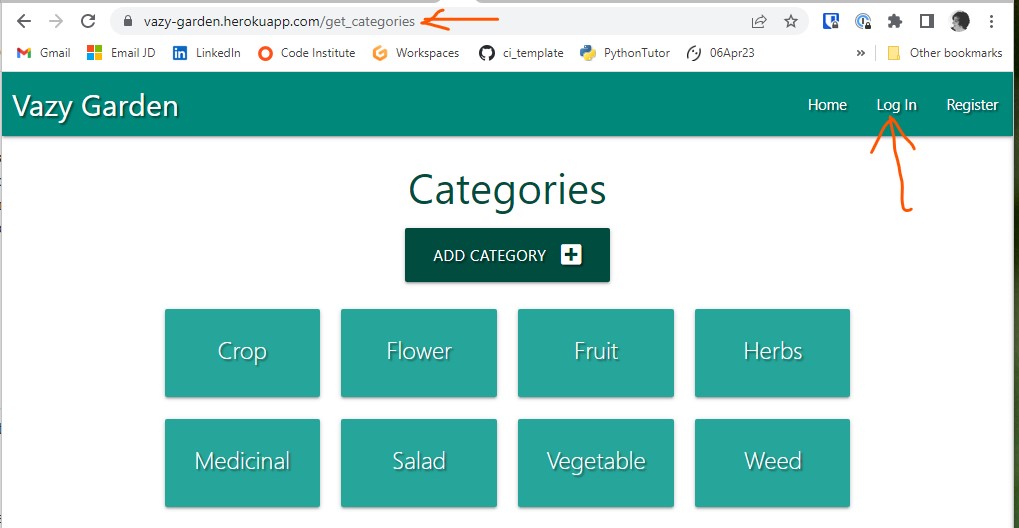 vazy-garden.herokuapp.com/get_categories
Gmail Email JD LinkedIn Code Institute Workspaces ci_template PythonTutor 06Apr23 » Other bookmarks
Vazy Garden Home Log In Register
Categories
ADD CATEGORY
Crop Flower Fruit Herbs
Medicinal Salad Vegetable Weed